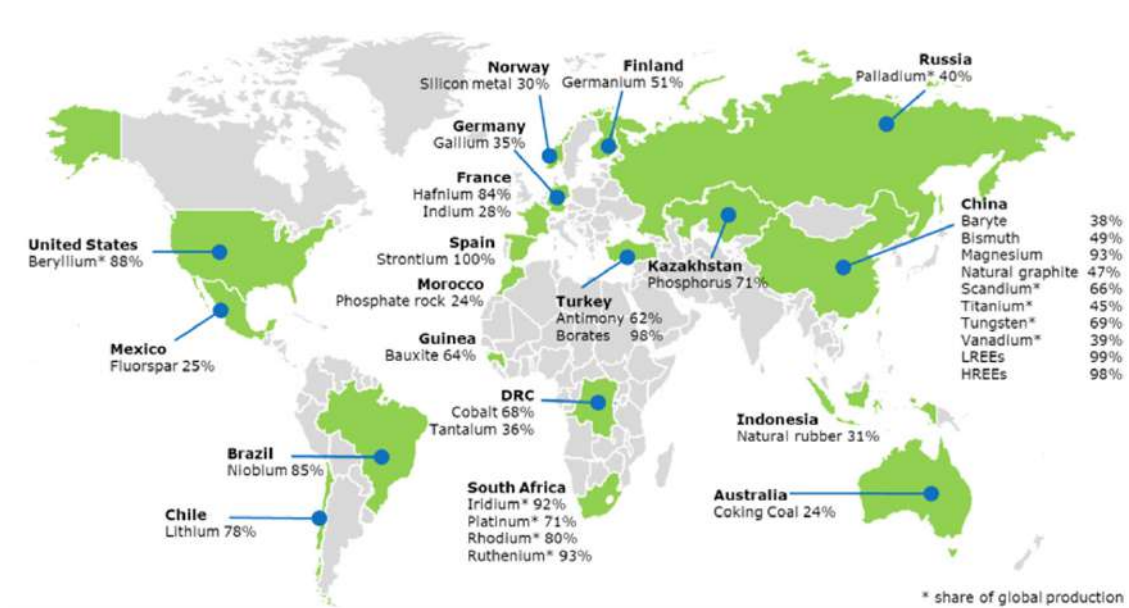 Norway
Silicon metal 30%
Finland
Germanium 51%
Russia
Palladium* 40%
Germany
Gallium 35%
France
Hafnium 84%
Indium 28%
Spain
Strontium 100%
Morocco
Phosphate rock 24%
United States
Beryllium* 88%
Mexico
Fluorspar 25%
Guinea
Bauxite 64%
Turkey
Antimony 62%
Borates 98%
Kazakhstan
Phosphorus 71%
China
Baryte 38%
Bismuth 49%
Magnesium 93%
Natural graphite 47%
Scandium* 66%
Titanium* 45%
Tungsten* 69%
Vanadium* 39%
LREEs 99%
HREEs 98%
DRC
Cobalt 68%
Tantalum 36%
Indonesia
Natural rubber 31%
Brazil
Niobium 85%
Chile
Lithium 78%
South Africa
Iridium* 92%
Platinum* 71%
Rhodium* 80%
Ruthenium* 93%
Australia
Coking Coal 24%
* share of global production